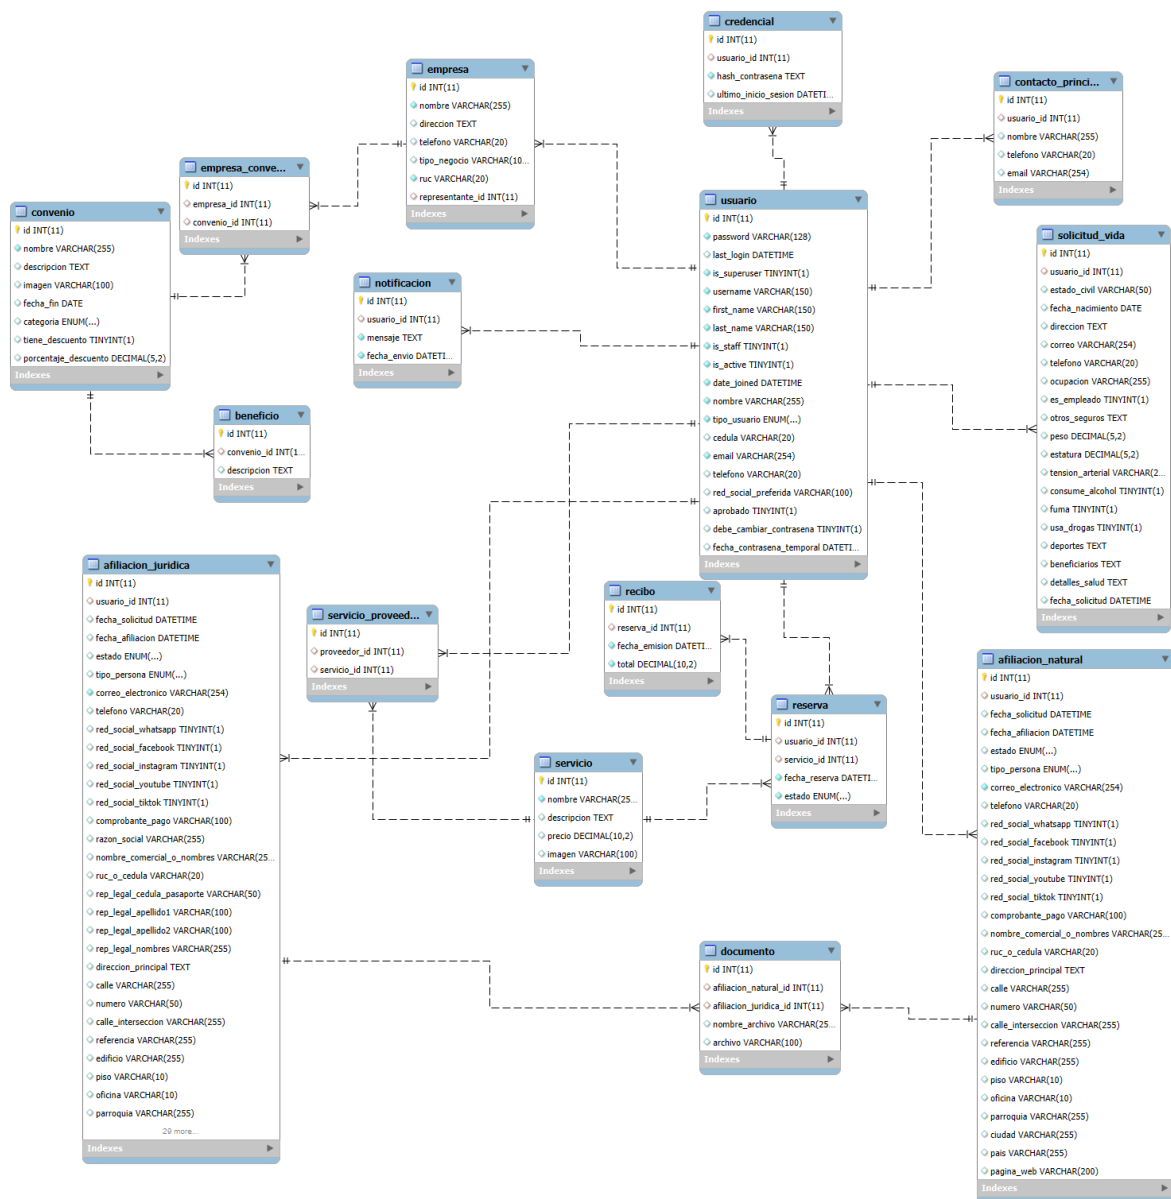 credencial
id INT(11)
usuario_id INT(11)
hash_contrasena TEXT
ultimo_inicio_sesion DATETI...
Indexes
empresa
id INT(11)
nombre VARCHAR(255)
direccion TEXT
telefono VARCHAR(20)
tipo_negocio VARCHAR(10...
ruc VARCHAR(20)
representante_id INT(11)
Indexes
contacto_princi...
id INT(11)
usuario_id INT(11)
nombre VARCHAR(255)
telefono VARCHAR(20)
email VARCHAR(254)
Indexes
empresa_conve...
id INT(11)
empresa_id INT(11)
convenio_id INT(11)
Indexes
convenio
id INT(11)
nombre VARCHAR(255)
descripcion TEXT
imagen VARCHAR(100)
fecha_fin DATE
categoria ENUM(...)
tiene_descuento TINYINT(1)
porcentaje_descuento DECIMAL(5,2)
Indexes
usuario
id INT(11)
password VARCHAR(128)
last_login DATETIME
is_superuser TINYINT(1)
username VARCHAR(150)
first_name VARCHAR(150)
last_name VARCHAR(150)
is_staff TINYINT(1)
is_active TINYINT(1)
date_joined DATETIME
nombre VARCHAR(255)
tipo_usuario ENUM(...)
cedula VARCHAR(20)
email VARCHAR(254)
telefono VARCHAR(20)
red_social_preferida VARCHAR(100)
aprobado TINYINT(1)
debe_cambiar_contrasena TINYINT(1)
fecha_contrasena_temporal DATETI...
Indexes
solicitud_vida
id INT(11)
usuario_id INT(11)
estado_civil VARCHAR(50)
fecha_nacimiento DATE
direccion TEXT
correo VARCHAR(254)
telefono VARCHAR(20)
ocupacion VARCHAR(255)
es_empleado TINYINT(1)
otros_seguros TEXT
peso DECIMAL(5,2)
estatura DECIMAL(5,2)
tension_arterial VARCHAR(2...
consume_alcohol TINYINT(1)
fuma TINYINT(1)
usa_drogas TINYINT(1)
deportes TEXT
beneficiarios TEXT
detalles_salud TEXT
fecha_solicitud DATETIME
notificacion
id INT(11)
usuario_id INT(11)
mensaje TEXT
fecha_envio DATETI...
Indexes
beneficio
id INT(11)
convenio_id INT(1...
descripcion TEXT
Indexes
afiliacion_juridica
id INT(11)
usuario_id INT(11)
fecha_solicitud DATETIME
fecha_afiliacion DATETIME
estado ENUM(...)
tipo_persona ENUM(...)
correo_electronico VARCHAR(254)
telefono VARCHAR(20)
red_social_whatsapp TINYINT(1)
red_social_facebook TINYINT(1)
red_social_instagram TINYINT(1)
red_social_youtube TINYINT(1)
red_social_tiktok TINYINT(1)
comprobante_pago VARCHAR(100)
razon_social VARCHAR(255)
nombre_comercial_o_nombres VARCHAR(25...
ruc_o_cedula VARCHAR(20)
rep_legal_cedula_pasaporte VARCHAR(50)
rep_legal_apellido1 VARCHAR(100)
rep_legal_apellido2 VARCHAR(100)
rep_legal_nombres VARCHAR(255)
direccion_principal TEXT
calle VARCHAR(255)
numero VARCHAR(50)
calle_interseccion VARCHAR(255)
referencia VARCHAR(255)
edificio VARCHAR(255)
piso VARCHAR(10)
oficina VARCHAR(10)
parroquia VARCHAR(255)
29 more...
Indexes
servicio_proveed...
id INT(11)
proveedor_id INT(11)
servicio_id INT(11)
Indexes
recibo
id INT(11)
reserva_id INT(11)
fecha_emision DATETI...
total DECIMAL(10,2)
Indexes
reserva
id INT(11)
usuario_id INT(11)
servicio_id INT(11)
fecha_reserva DATETI...
estado ENUM(...)
Indexes
servicio
id INT(11)
nombre VARCHAR(25...
descripcion TEXT
precio DECIMAL(10,2)
imagen VARCHAR(100)
Indexes
afiliacion_natural
id INT(11)
usuario_id INT(11)
fecha_solicitud DATETIME
fecha_afiliacion DATETIME
estado ENUM(...)
tipo_persona ENUM(...)
correo_electronico VARCHAR(254)
telefono VARCHAR(20)
red_social_whatsapp TINYINT(1)
red_social_facebook TINYINT(1)
red_social_instagram TINYINT(1)
red_social_youtube TINYINT(1)
red_social_tiktok TINYINT(1)
comprobante_pago VARCHAR(100)
nombre_comercial_o_nombres VARCHAR(25...
ruc_o_cedula VARCHAR(20)
direccion_principal TEXT
calle VARCHAR(255)
numero VARCHAR(50)
calle_interseccion VARCHAR(255)
referencia VARCHAR(255)
edificio VARCHAR(255)
piso VARCHAR(10)
oficina VARCHAR(10)
parroquia VARCHAR(255)
ciudad VARCHAR(255)
pais VARCHAR(255)
pagina_web VARCHAR(200)
Indexes
documento
id INT(11)
afiliacion_natural_id INT(11)
afiliacion_juridica_id INT(11)
nombre_archivo VARCHAR(25...
archivo VARCHAR(100)
Indexes